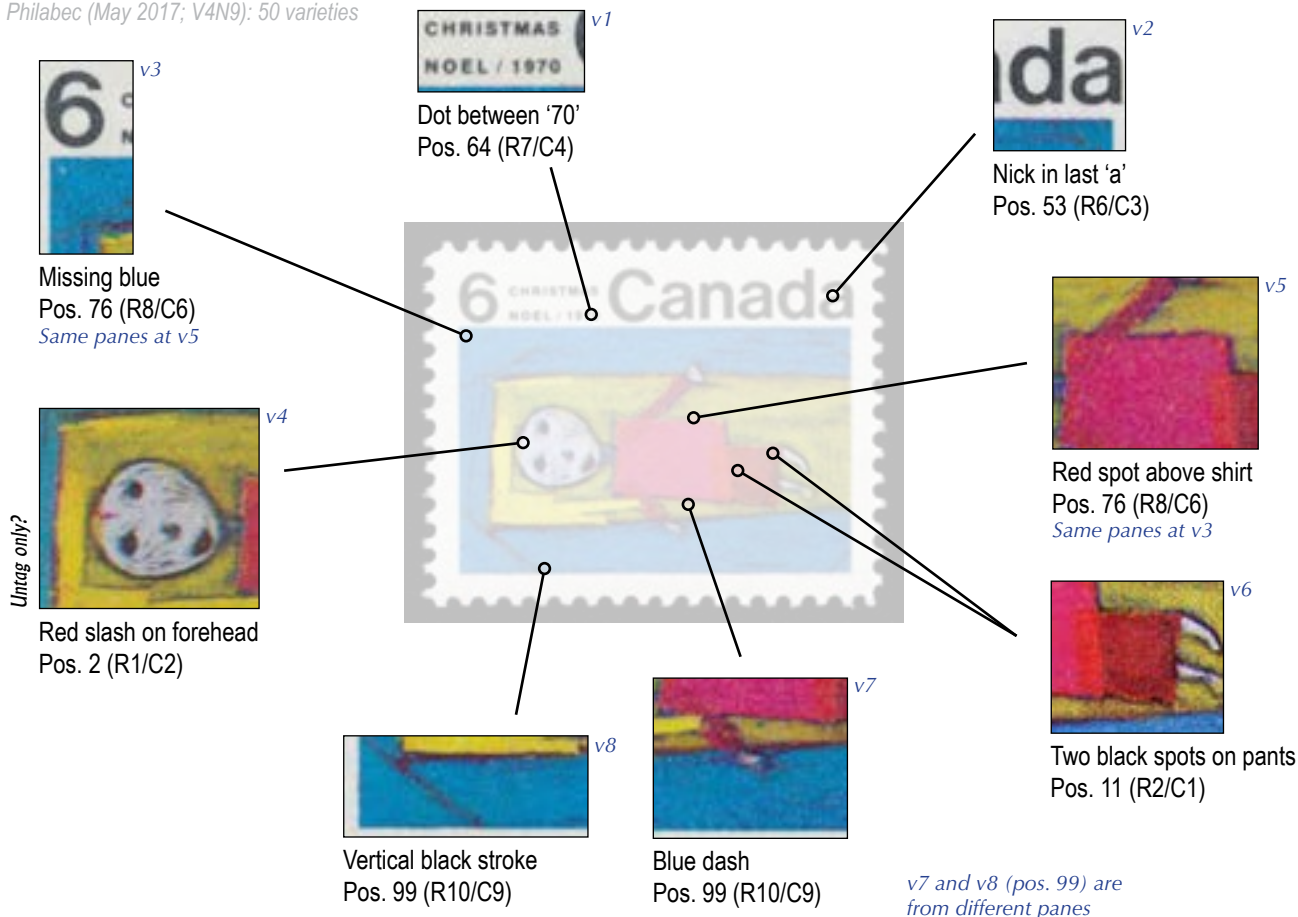 Philabec (May 2017; V4N9): 50 varieties
CHRISTMAS
NOEL / 1970
v1
Dot between ‘70’
Pos. 64 (R7/C4)
da
v2
Nick in last ‘a’
Pos. 53 (R6/C3)
6
v3
Missing blue
Pos. 76 (R8/C6)
Same panes at v5
6 CHRISTMAS Canada
NOEL / 19
v5
Red spot above shirt
Pos. 76 (R8/C6)
Same panes at v3
v4
Untag only?
Red slash on forehead
Pos. 2 (R1/C2)
v6
Two black spots on pants
Pos. 11 (R2/C1)
v8
Vertical black stroke
Pos. 99 (R10/C9)
v7
Blue dash
Pos. 99 (R10/C9)
v7 and v8 (pos. 99) are
from different panes